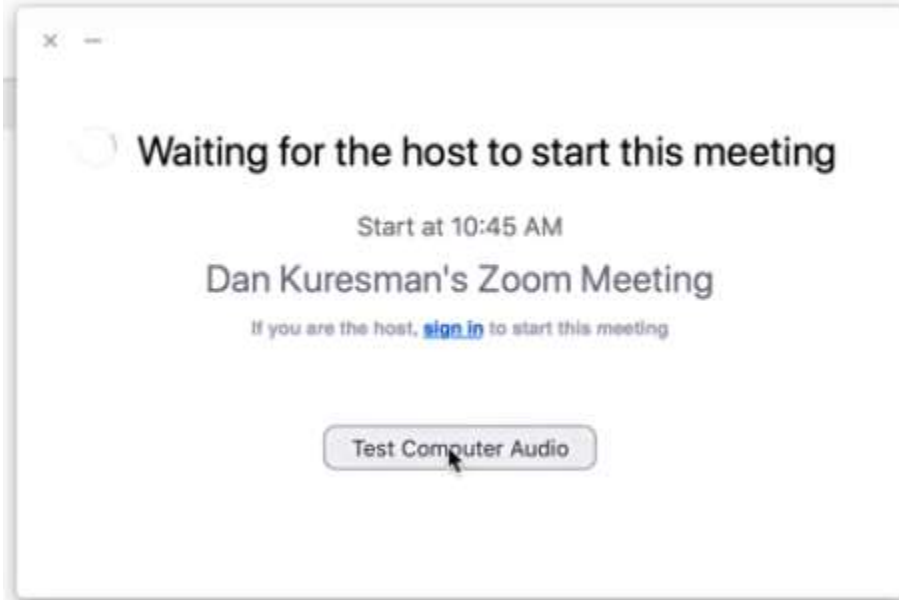 Waiting for the host to start this meeting
Start at 10:45 AM
Dan Kuresman's Zoom Meeting
If you are the host, sign in to start this meeting
Test Computer Audio